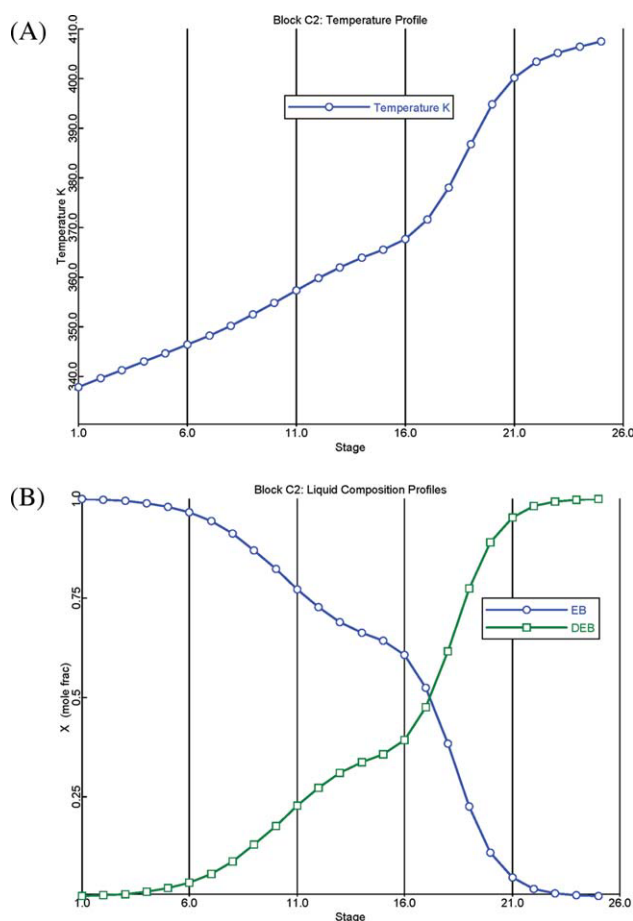 (A)
Block C2: Temperature Profile
410.0
400.0
390.0
380.0
370.0
360.0
350.0
340.0
Temperature K
Temperature K
1.0 6.0 11.0 16.0 21.0 26.0
Stage
(B)
Block C2: Liquid Composition Profiles
1.0
0.75
0.5
0.25
X (mole frac)
EB
DEB
1.0 6.0 11.0 16.0 21.0 26.0
Stage